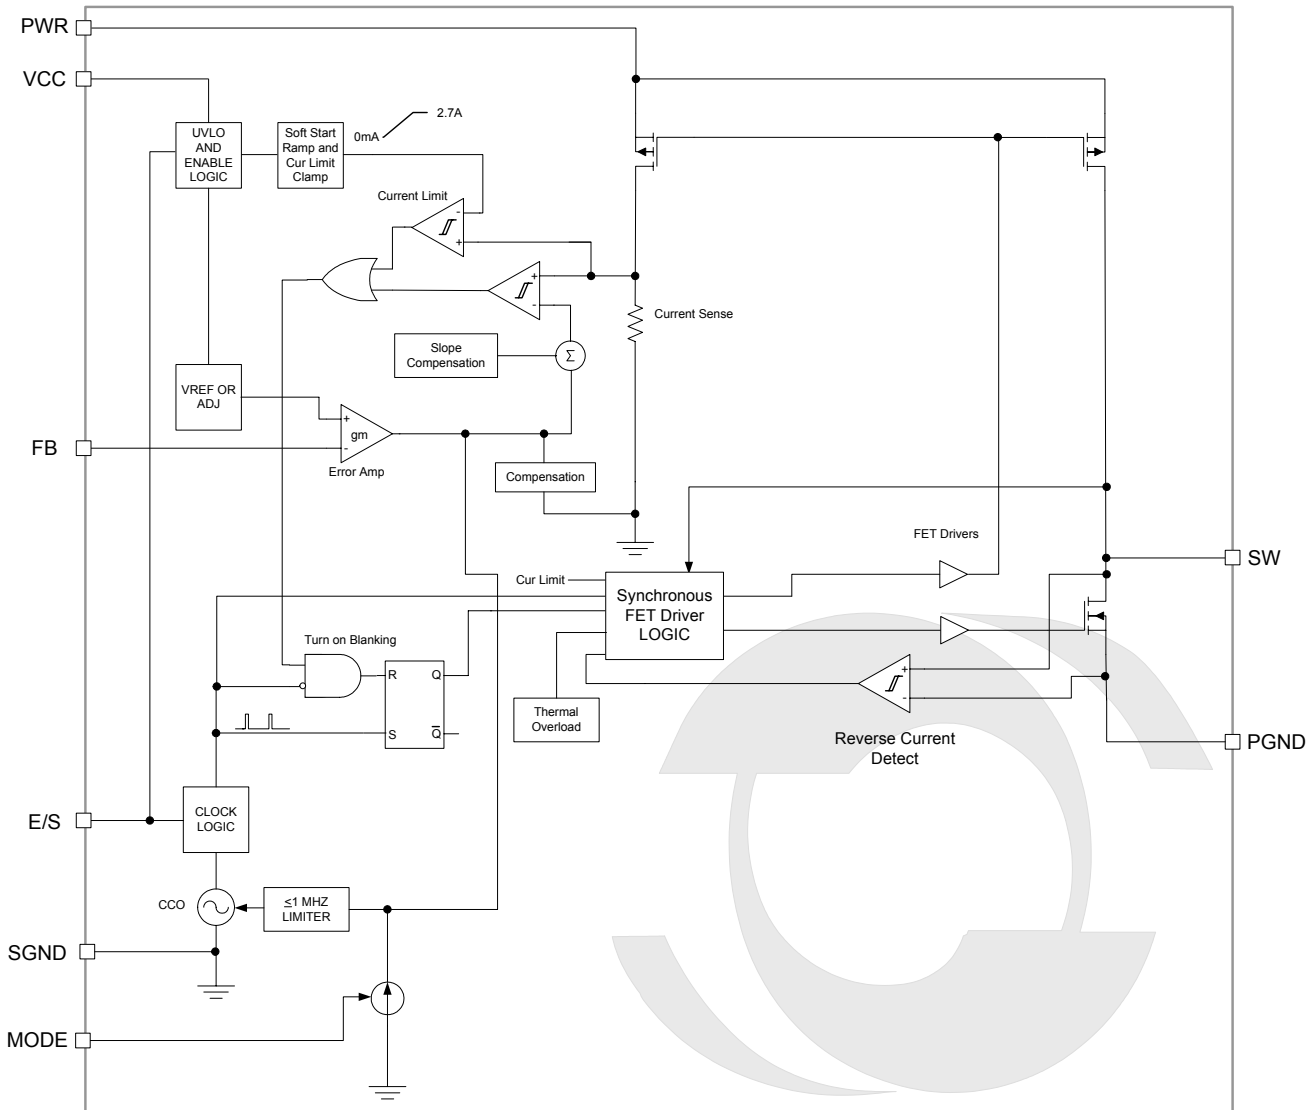 PWR
VCC
UVLO
AND
ENABLE
LOGIC
Soft Start
Ramp and
Cur Limit
Clamp
0mA
2.7A
Current Limit
-
+
+
-
Current Sense
Slope
Compensation
Σ
VREF OR
ADJ
+
gm
-
Error Amp
FB
Compensation
FET Drivers
SW
Cur Limit
Synchronous
FET Driver
LOGIC
Turn on Blanking
R
Q
S
Q̅
Thermal
Overload
+
-
Reverse Current
Detect
PGND
E/S
CLOCK
LOGIC
CCO
≤1 MHZ
LIMITER
SGND
MODE